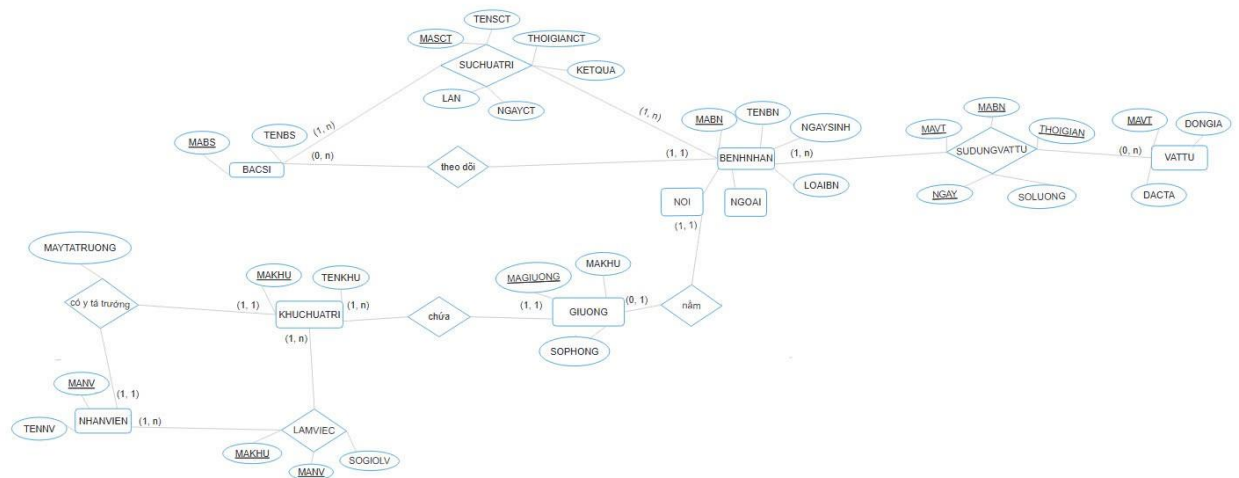 TENSCT
MASCT
THOIGIANCT
SUCHUATRI
KETQUA
LAN
NGAYCT
(1, n)
(1, n)
MABS
TENBS
BACSI
(0, n)
theo dõi
(1, 1)
MABN
TENBN
NGAYSINH
BENHNHAN
(1, n)
LOAIBN
NOI
NGOAI
(1, 1)
MABN
MAVT
THOIGIAN
SUDUNGVATTU
NGAY
SOLUONG
(0, n)
MAVT
DONGIA
VATTU
DACTA
MAYTATRUONG
có y tá trưởng
MAKHU
TENKHU
(1, 1)
(1, n)
KHUCHUATRI
(1, n)
chứa
MAGIUONG
MAKHU
(1, 1)
(0, 1)
GIUONG
SOPHONG
nằm
MANV
(1, 1)
TENNV
NHANVIEN
(1, n)
LAMVIEC
MAKHU
MANV
SOGIOLV